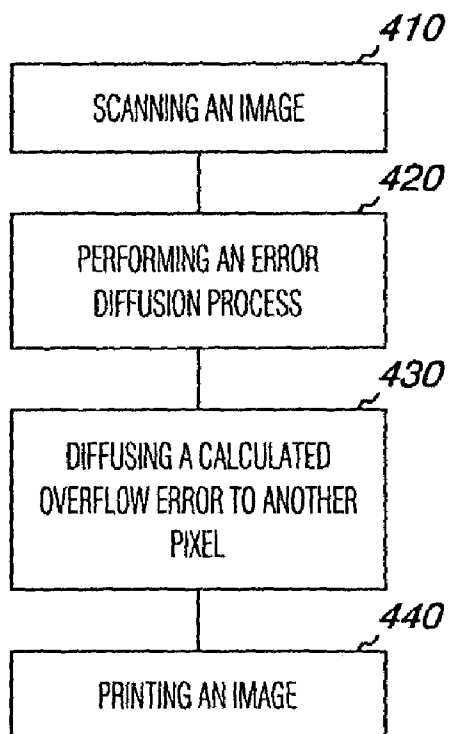 410
SCANNING AN IMAGE
420
PERFORMING AN ERROR
DIFFUSION PROCESS
430
DIFFUSING A CALCULATED
OVERFLOW ERROR TO ANOTHER
PIXEL
440
PRINTING AN IMAGE